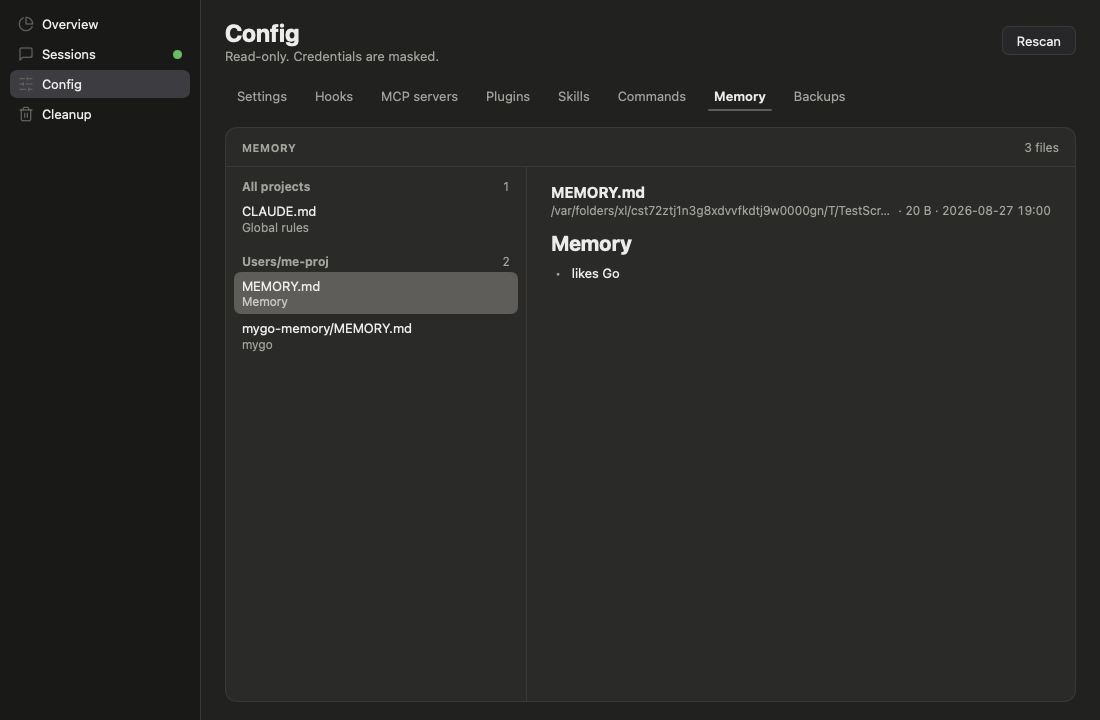 Overview
Sessions
Config
Cleanup
Config
Read-only. Credentials are masked.
Rescan
Settings
Hooks
MCP servers
Plugins
Skills
Commands
Memory
Backups
MEMORY
3 files
All projects
1
CLAUDE.md
Global rules
Users/me-proj
2
MEMORY.md
Memory
mygo-memory/MEMORY.md
mygo
MEMORY.md
/var/folders/xl/cst72ztj1n3g8xdvvfkdtj9w0000gn/T/TestScr... · 20 B · 2026-08-27 19:00
Memory
• likes Go